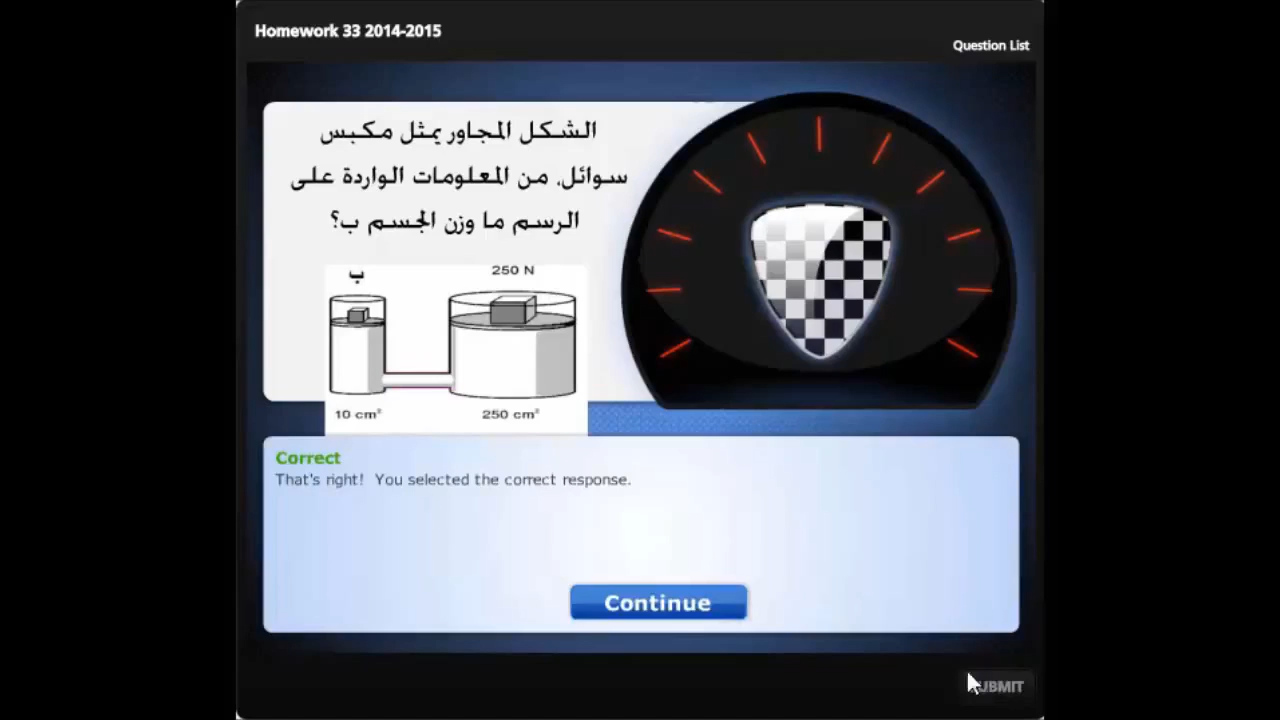 Homework 33 2014-2015
Question List
الشكل المجاور يمثل مكبس
سوائل، من المعلومات الواردة على
الرسم ما وزن الجسم ب؟
ب
250 N
10 cm²
250 cm²
Correct
That's right! You selected the correct response.
Continue
SUBMIT